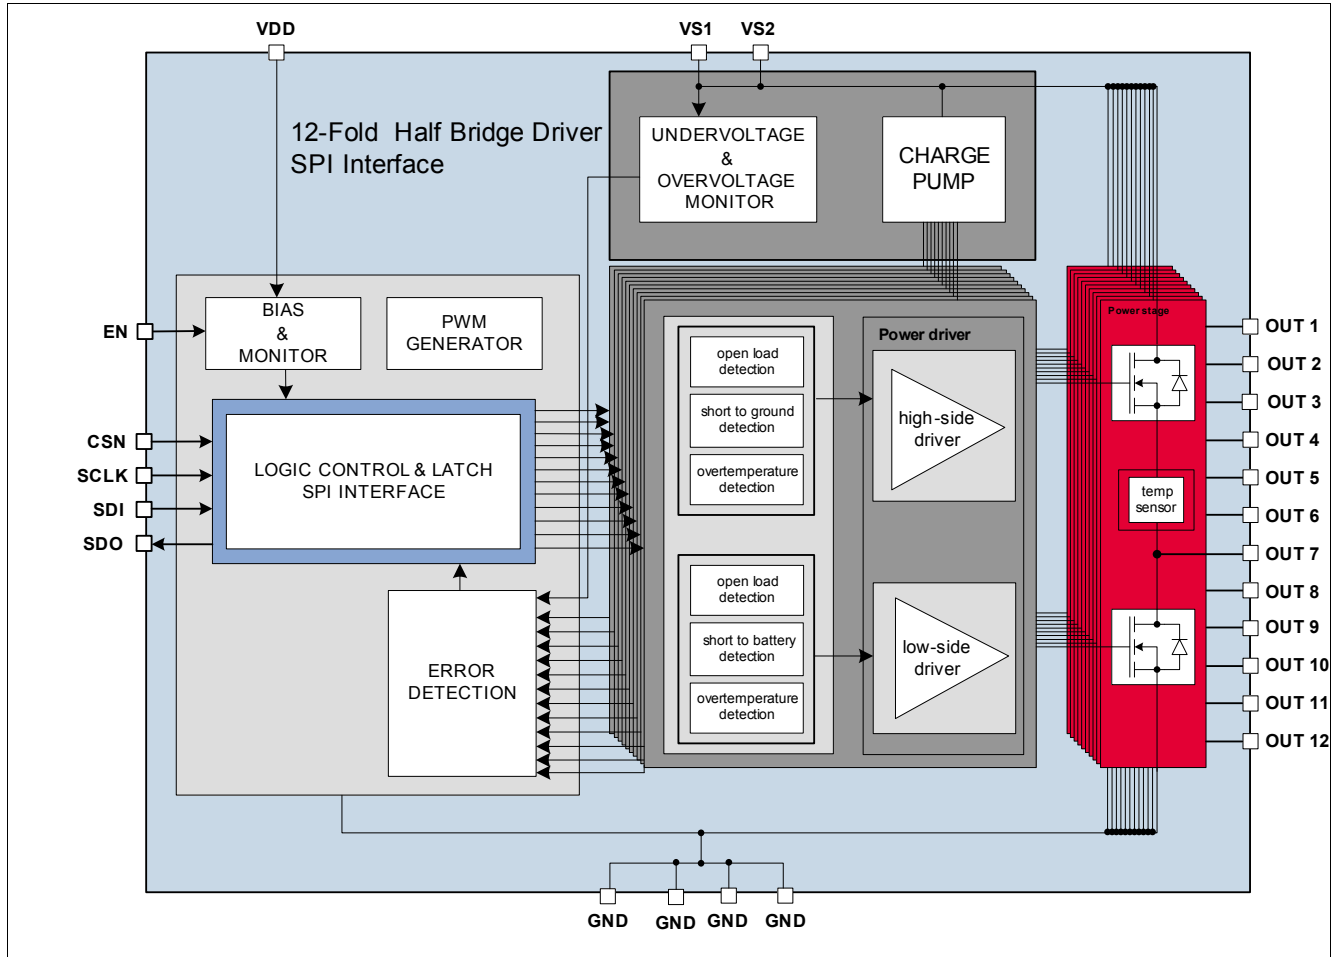 VDD
VS1
VS2
12-Fold Half Bridge Driver
SPI Interface
UNDERVOLTAGE
&
OVERVOLTAGE
MONITOR
CHARGE
PUMP
EN
BIAS
&
MONITOR
PWM
GENERATOR
CSN
SCLK
SDI
SDO
LOGIC CONTROL & LATCH
SPI INTERFACE
ERROR
DETECTION
open load
detection
short to ground
detection
overtemperature
detection
open load
detection
short to battery
detection
overtemperature
detection
Power driver
high-side
driver
low-side
driver
Power stage
temp
sensor
OUT 1
OUT 2
OUT 3
OUT 4
OUT 5
OUT 6
OUT 7
OUT 8
OUT 9
OUT 10
OUT 11
OUT 12
GND
GND
GND
GND